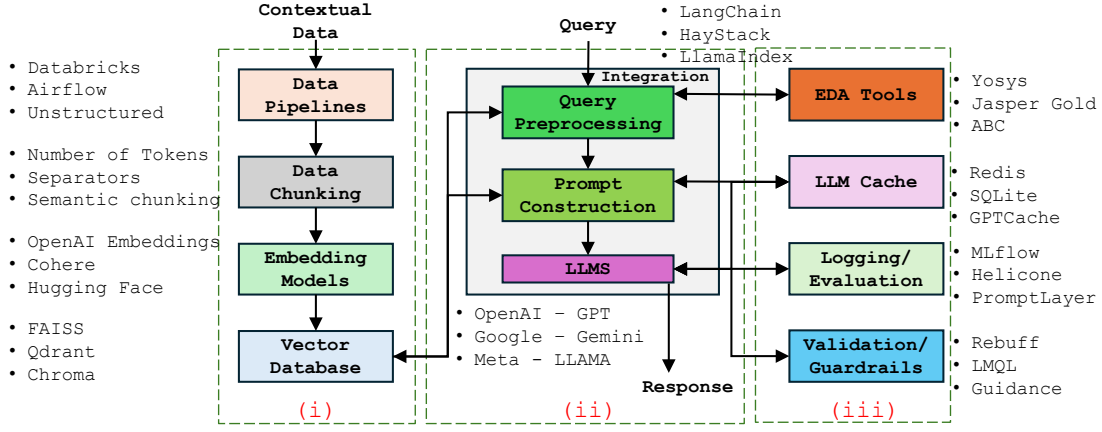 Contextual
Data
• Databricks
• Airflow
• Unstructured
Data
Pipelines
• Number of Tokens
• Separators
• Semantic chunking
Data
Chunking
• OpenAI Embeddings
• Cohere
• Hugging Face
Embedding
Models
• FAISS
• Qdrant
• Chroma
Vector
Database
(i)
Query
• LangChain
• HayStack
• LlamaIndex
Integration
Query
Preprocessing
Prompt
Construction
LLMS
• OpenAI – GPT
• Google – Gemini
• Meta - LLAMA
Response
(ii)
EDA Tools
• Yosys
• Jasper Gold
• ABC
LLM Cache
• Redis
• SQLite
• GPTCache
Logging/
Evaluation
• MLflow
• Helicone
• PromptLayer
Validation/
Guardrails
• Rebuff
• LMQL
• Guidance
(iii)